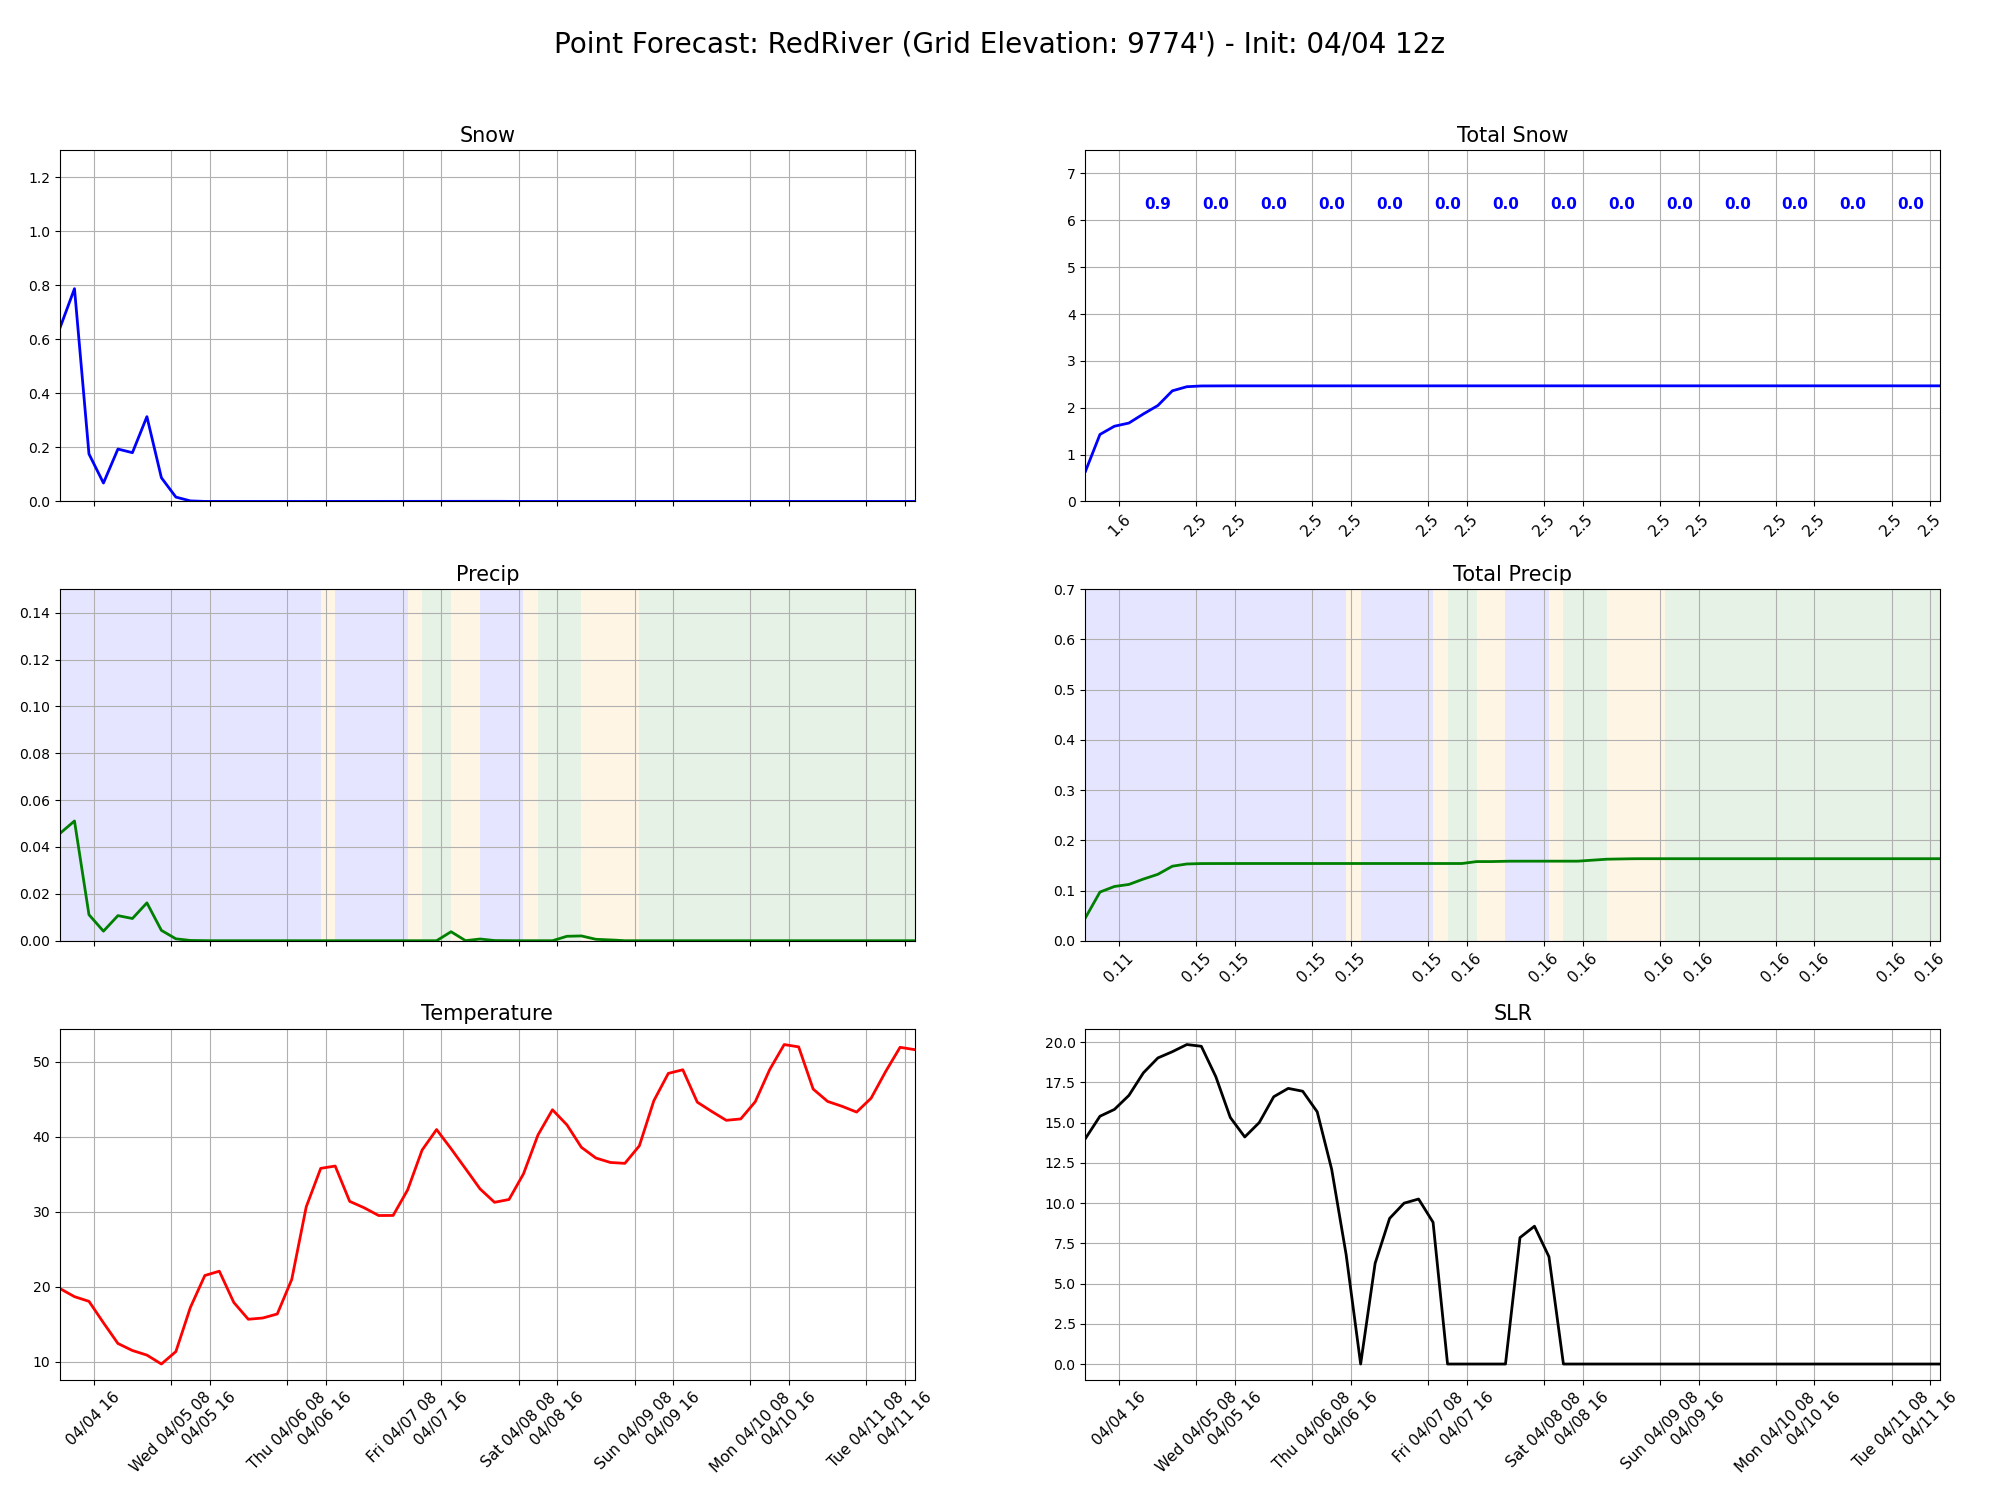 Point Forecast: RedRiver (Grid Elevation: 9774') - Init: 04/04 12z
Snow
1.2
1.0
0.8
0.6
0.4
0.2
0.0
Total Snow
7
6
5
4
3
2
1
0
0.9 0.0 0.0 0.0 0.0 0.0 0.0 0.0 0.0 0.0 0.0 0.0 0.0 0.0
1.6 2.5 2.5 2.5 2.5 2.5 2.5 2.5 2.5 2.5 2.5 2.5 2.5 2.5 2.5
Precip
0.14
0.12
0.10
0.08
0.06
0.04
0.02
0.00
Total Precip
0.7
0.6
0.5
0.4
0.3
0.2
0.1
0.0
0.11 0.15 0.15 0.15 0.15 0.15 0.16 0.16 0.16 0.16 0.16 0.16 0.16 0.16 0.16
Temperature
50
40
30
20
10
04/04 16
Wed 04/05 08
04/05 16
Thu 04/06 08
04/06 16
Fri 04/07 08
04/07 16
Sat 04/08 08
04/08 16
Sun 04/09 08
04/09 16
Mon 04/10 08
04/10 16
Tue 04/11 08
04/11 16
SLR
20.0
17.5
15.0
12.5
10.0
7.5
5.0
2.5
0.0
04/04 16
Wed 04/05 08
04/05 16
Thu 04/06 08
04/06 16
Fri 04/07 08
04/07 16
Sat 04/08 08
04/08 16
Sun 04/09 08
04/09 16
Mon 04/10 08
04/10 16
Tue 04/11 08
04/11 16